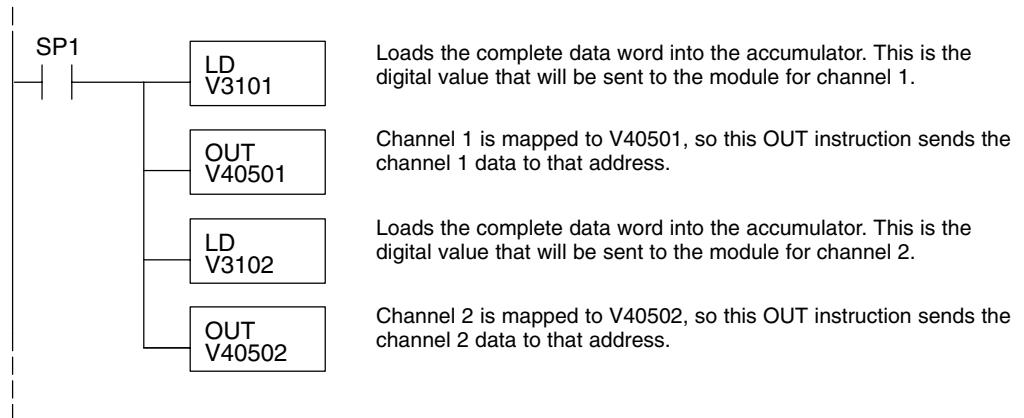 SP1
LD
V3101
Loads the complete data word into the accumulator. This is the
digital value that will be sent to the module for channel 1.
OUT
V40501
Channel 1 is mapped to V40501, so this OUT instruction sends the
channel 1 data to that address.
LD
V3102
Loads the complete data word into the accumulator. This is the
digital value that will be sent to the module for channel 2.
OUT
V40502
Channel 2 is mapped to V40502, so this OUT instruction sends the
channel 2 data to that address.